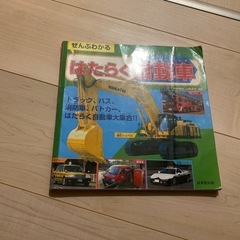 ぜんぶわかる
はたらく自動車
トラック、バス、
消防車、パトカー、
はたらく自動車大集合!!